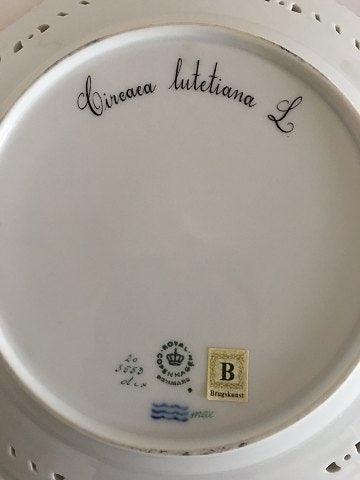 Circaea lutetiana L.
ROYAL COPENHAGEN
DENMARK
20
3553
B
Brugskunst